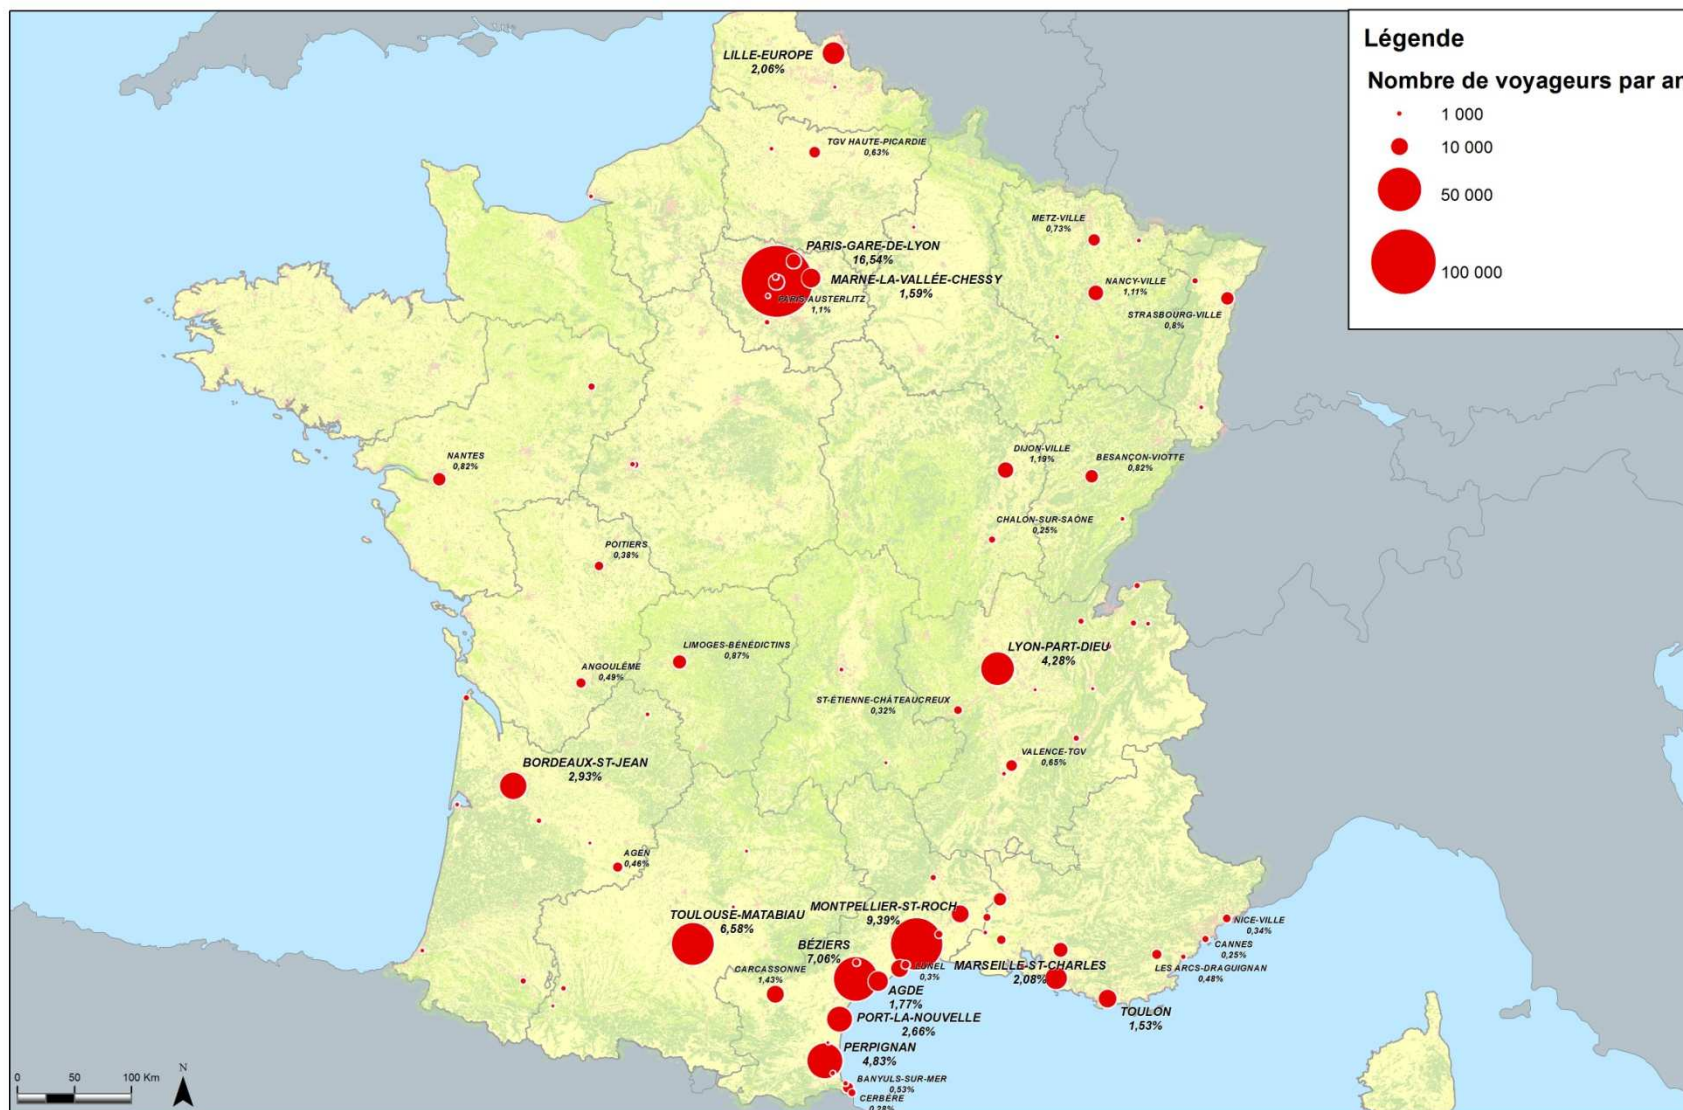 Légende
Nombre de voyageurs par an
1 000
10 000
50 000
100 000
LILLE-EUROPE
2,06%
TGV HAUTE-PICARDIE
0,63%
METZ-VILLE
0,73%
PARIS-GARE-DE-LYON
16,54%
MARNE-LA-VALLÉE-CHESSY
1,59%
PARIS-AUSTERLITZ
1,1%
NANCY-VILLE
1,11%
STRASBOURG-VILLE
0,8%
NANTES
0,82%
DIJON-VILLE
1,19%
BESANÇON-VIOTTE
0,82%
CHALON-SUR-SAÔNE
0,25%
POITIERS
0,38%
LIMOGES-BÉNÉDICTINS
0,87%
LYON-PART-DIEU
4,28%
ANGOULÊME
0,49%
ST-ÉTIENNE-CHÂTEAUCREUX
0,32%
VALENCE-TGV
0,65%
BORDEAUX-ST-JEAN
2,93%
AGEN
0,46%
TOULOUSE-MATABIAU
6,58%
MONTPELLIER-ST-ROCH
9,39%
BÉZIERS
7,06%
CARCASSONNE
1,43%
LUNEL
0,3%
AGDE
1,77%
MARSEILLE-ST-CHARLES
2,08%
NICE-VILLE
0,34%
CANNES
0,25%
LES ARCS-DRAGUIGNAN
0,48%
TOULON
1,53%
PORT-LA-NOUVELLE
2,66%
PERPIGNAN
4,83%
BANYULS-SUR-MER
0,53%
CERBÈRE
0,28%
0 50 100 Km
N